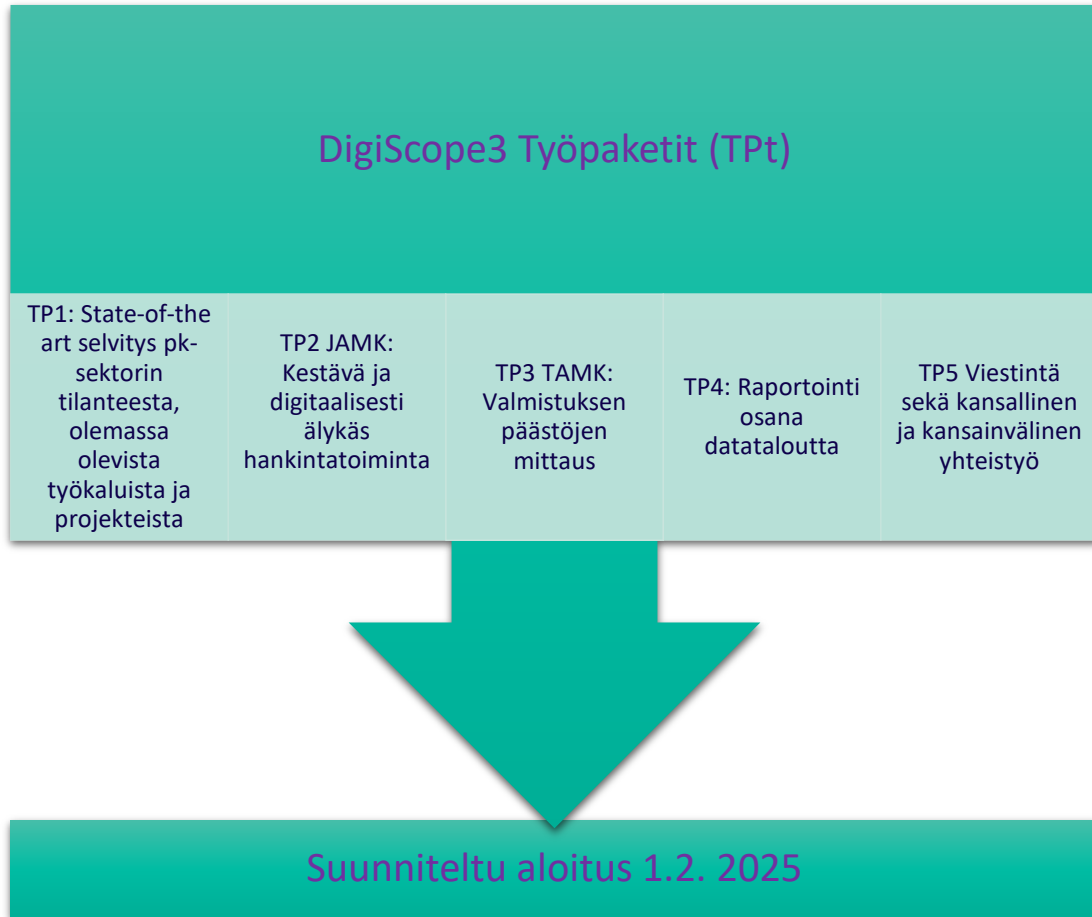 DigiScope3 Työpaketit (TPt)
TP1: State-of-the
art selvitys pk-
sektorin
tilanteesta,
olemassa
olevista
työkaluista ja
projekteista
TP2 JAMK:
Kestävä ja
digitaalisesti
älykäs
hankintatoiminta
TP3 TAMK:
Valmistuksen
päästöjen
mittaus
TP4: Raportointi
osana
datataloutta
TP5 Viestintä
sekä kansallinen
ja kansainvälinen
yhteistyö
Suunniteltu aloitus 1.2. 2025